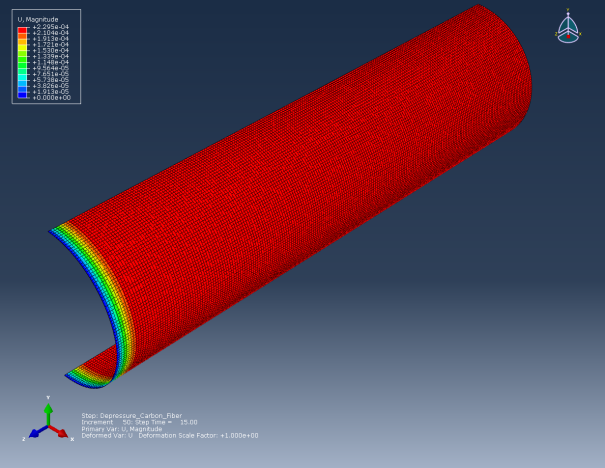 U, Magnitude
+2.295e-04
+2.104e-04
+1.913e-04
+1.721e-04
+1.530e-04
+1.339e-04
+1.148e-04
+9.564e-05
+7.651e-05
+5.738e-05
+3.826e-05
+1.913e-05
+0.000e+00
Y
Z
X
Y
Z
X
Step: Depressure_Carbon_Fiber
Increment 50: Step Time = 15.00
Primary Var: U, Magnitude
Deformed Var: U Deformation Scale Factor: +1.000e+00